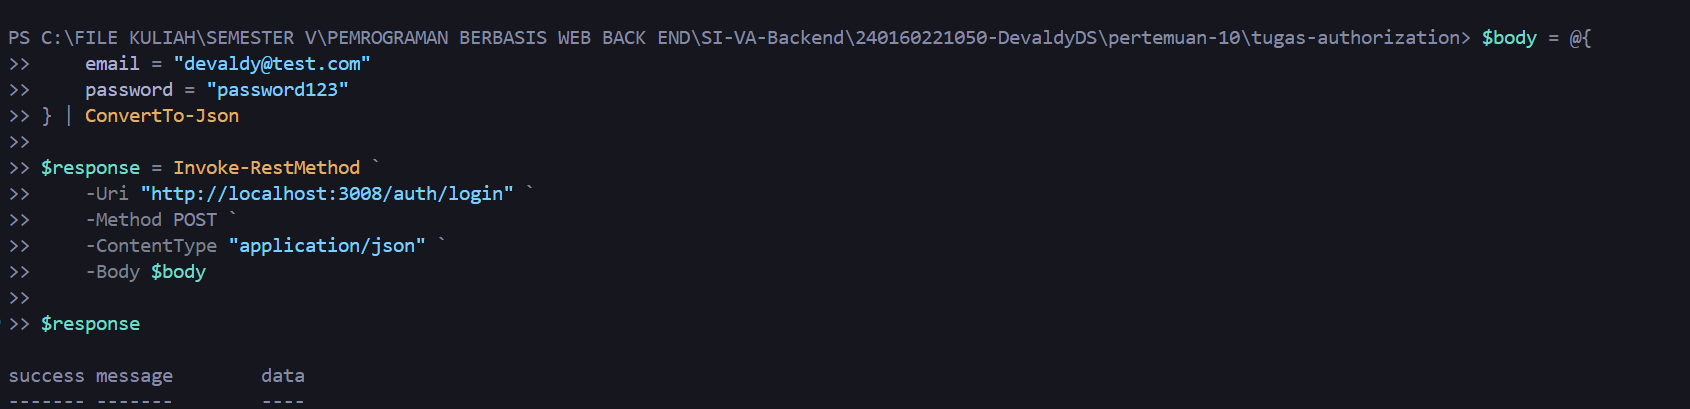 PS C:\FILE KULIAH\SEMESTER V\PEMROGRAMAN BERBASIS WEB BACK END\SI-VA-Backend\240160221050-DevaldyDS\pertemuan-10\tugas-authorization> $body = @{
>>     email = "devaldy@test.com"
>>     password = "password123"
>> } | ConvertTo-Json
>>
>> $response = Invoke-RestMethod `
>>     -Uri "http://localhost:3008/auth/login" `
>>     -Method POST `
>>     -ContentType "application/json" `
>>     -Body $body
>>
>> $response
success message        data
------- -------        ----